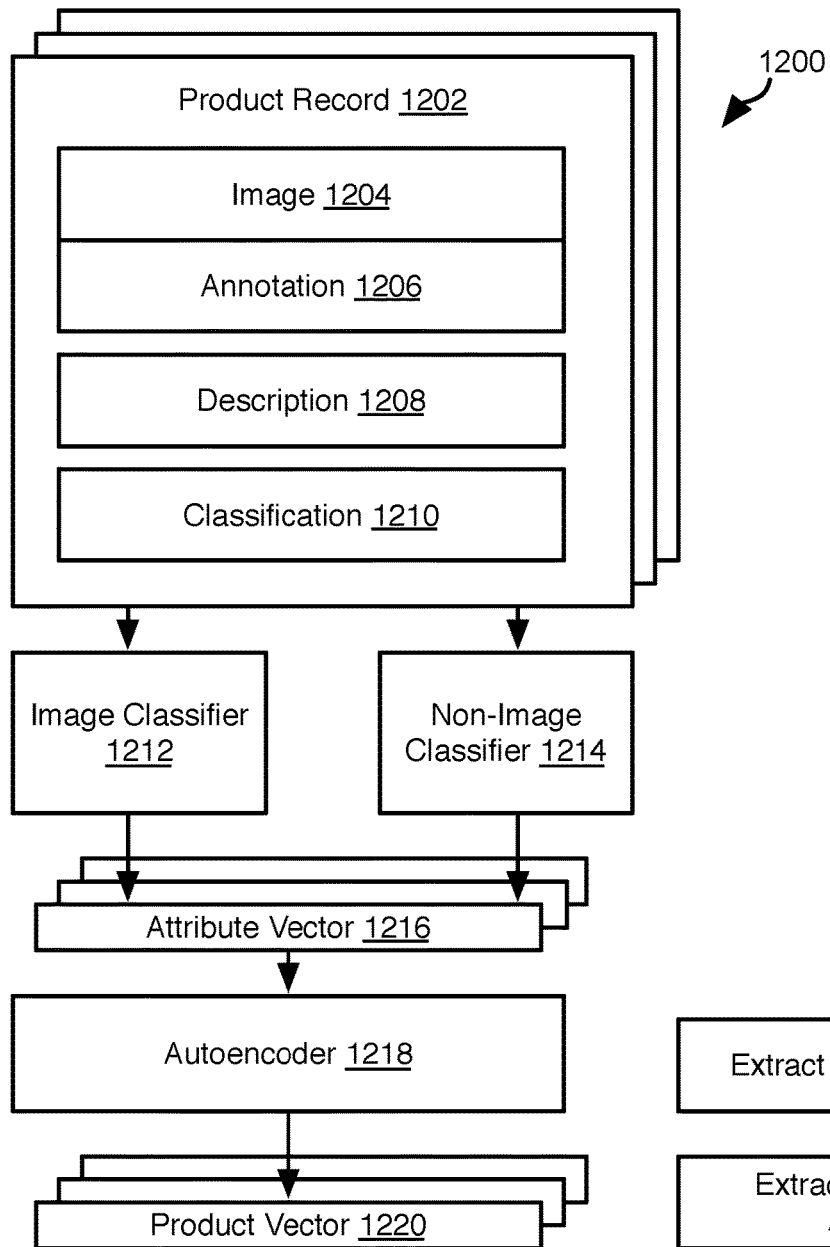 1200
Product Record 1202
Image 1204
Annotation 1206
Description 1208
Classification 1210
Image Classifier
1212
Non-Image
Classifier 1214
Attribute Vector 1216
Autoencoder 1218
Extract
Product Vector 1220